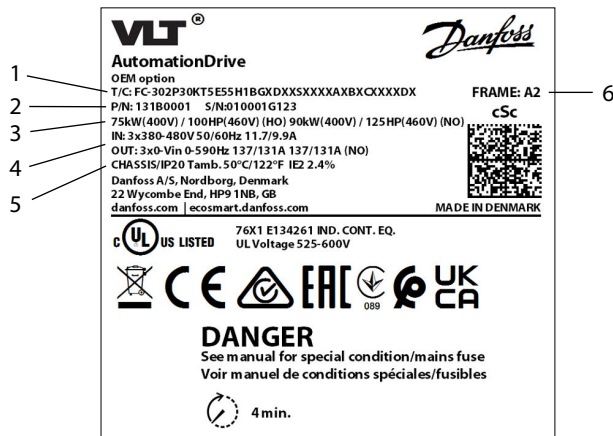 VLT ®
Danfoss
AutomationDrive
OEM option
1
T/C: FC-302P30KT5E55H1BGXDXXSXXXXAXBXCXXXXDX
FRAME: A2
6
2
P/N: 131B0001 S/N:010001G123
cSc
3
75kW(400V) / 100HP(460V) (HO) 90kW(400V) / 125HP(460V) (NO)
IN: 3x380-480V 50/60Hz 11.7/9.9A
4
OUT: 3x0-Vin 0-590Hz 137/131A 137/131A (NO)
5
CHASSIS/IP20 Tamb. 50°C/122°F IE2 2.4%
Danfoss A/S, Nordborg, Denmark
22 Wycombe End, HP9 1NB, GB
danfoss.com | ecosmart.danfoss.com
MADE IN DENMARK
C UL US LISTED
76X1 E134261 IND. CONT. EQ.
UL Voltage 525-600V
CE
EAC
089
UK
CA
DANGER
See manual for special condition/mains fuse
Voir manuel de conditions spéciales/fusibles
4 min.